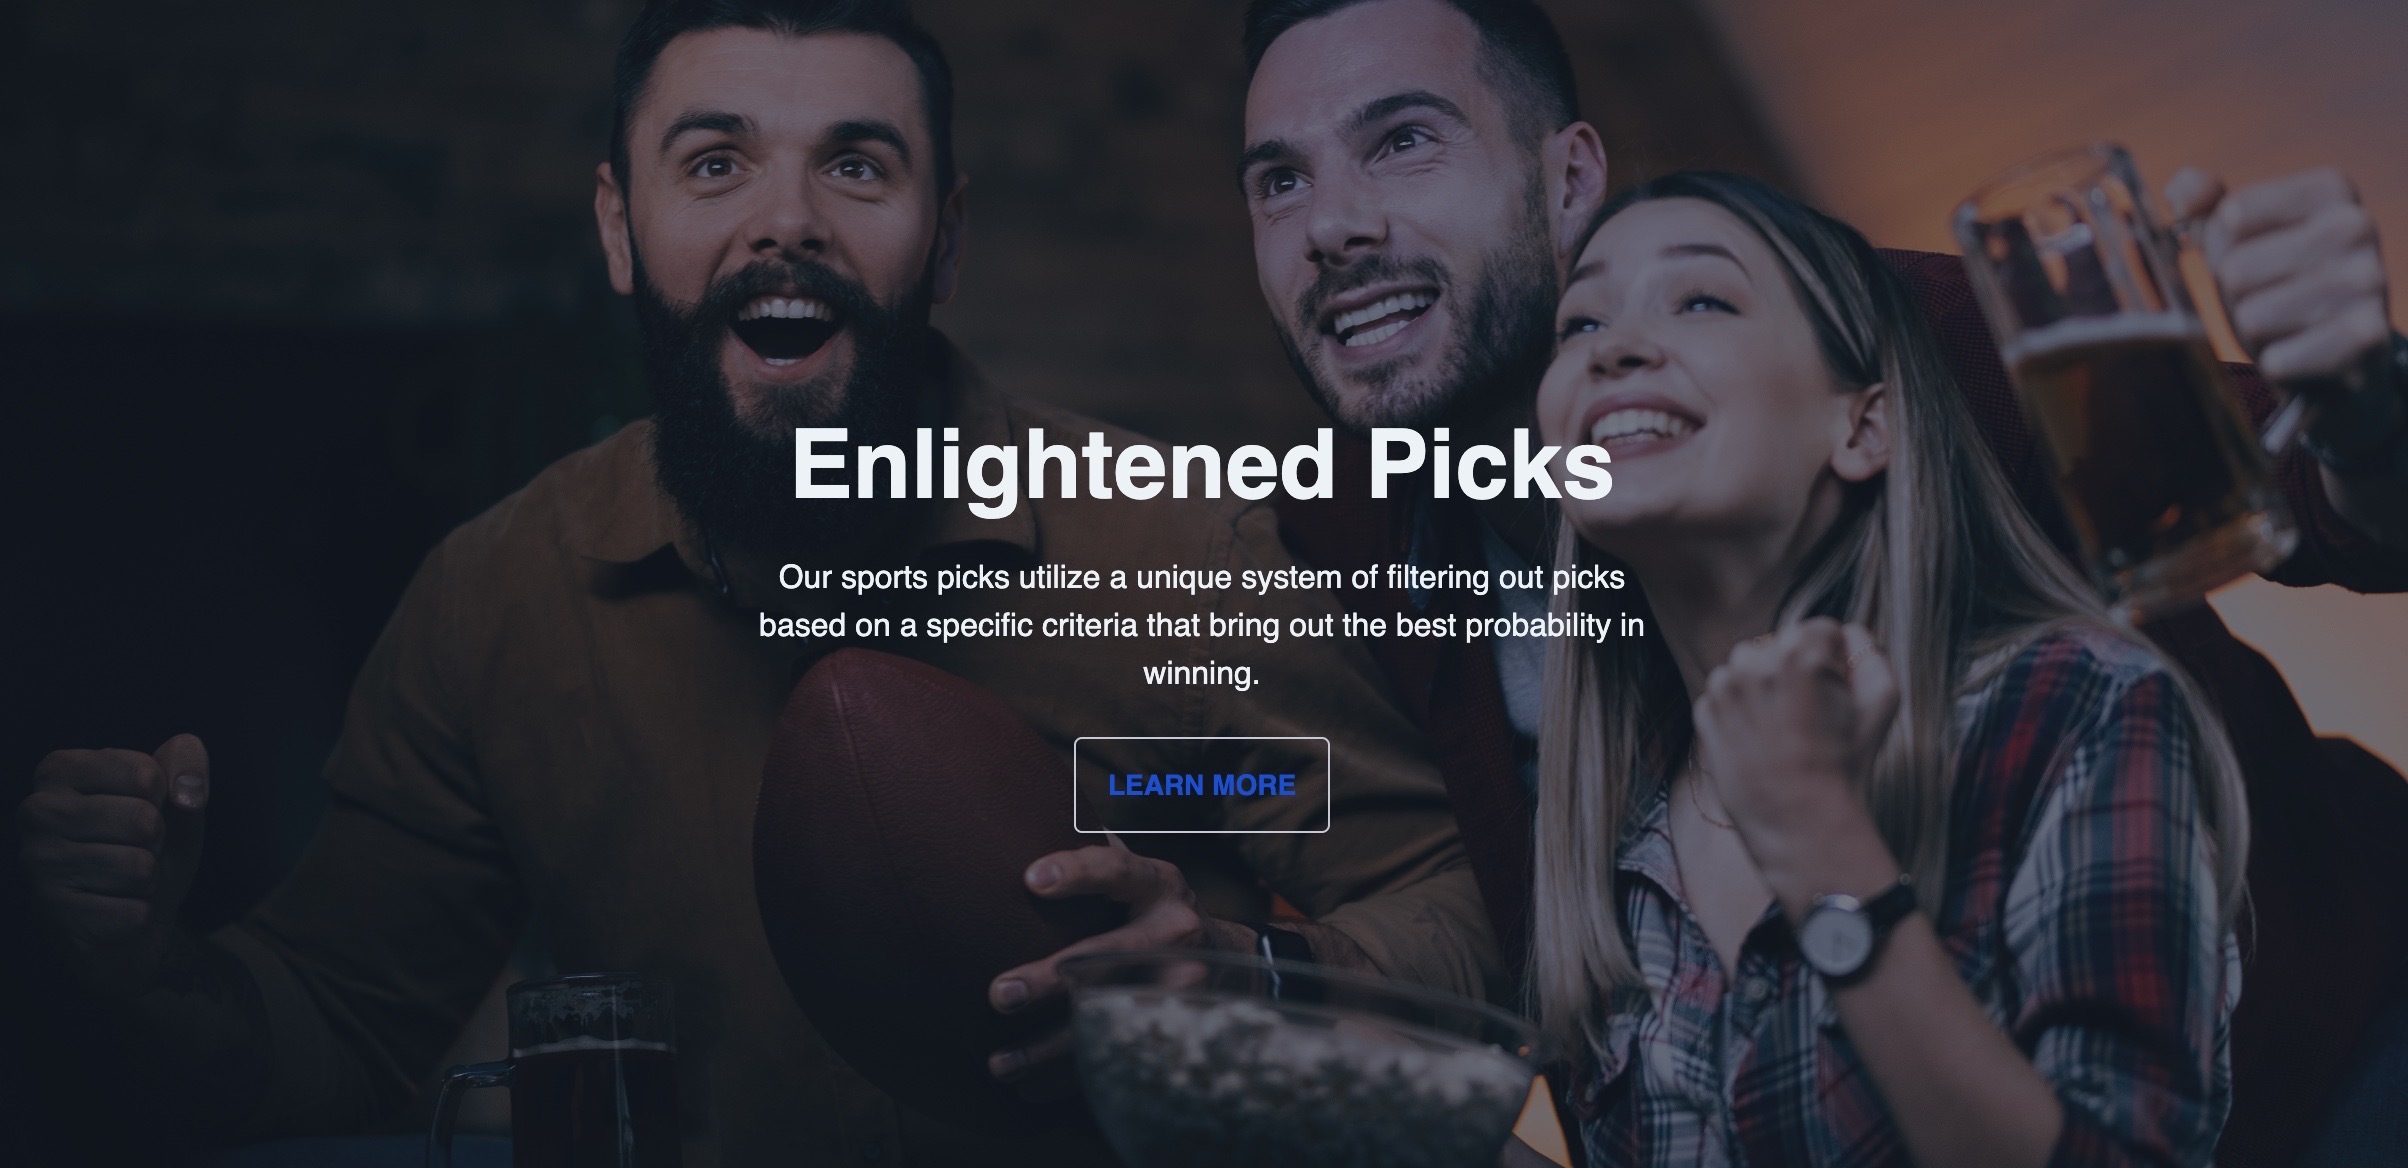 Enlightened Picks
Our sports picks utilize a unique system of filtering out picks
based on a specific criteria that bring out the best probability in
winning.
LEARN MORE